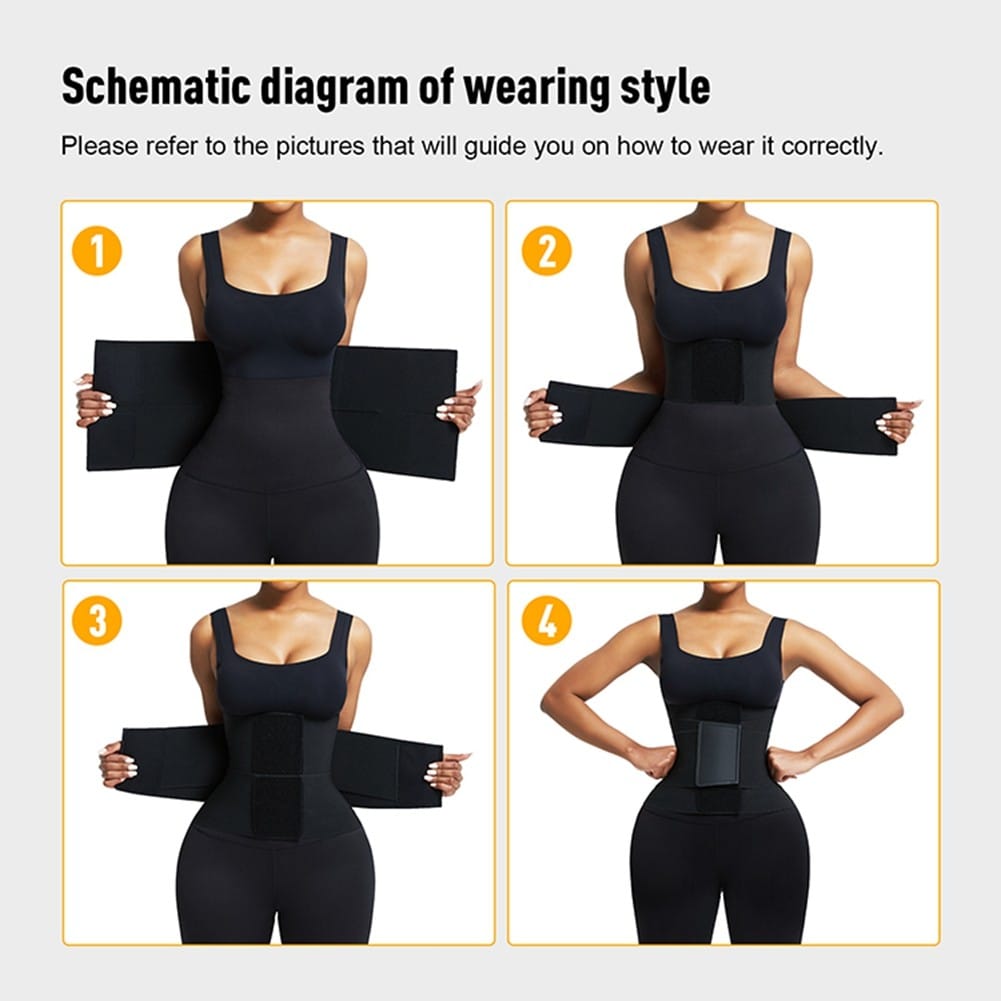 Schematic diagram of wearing style
Please refer to the pictures that will guide you on how to wear it correctly.
1
2
3
4